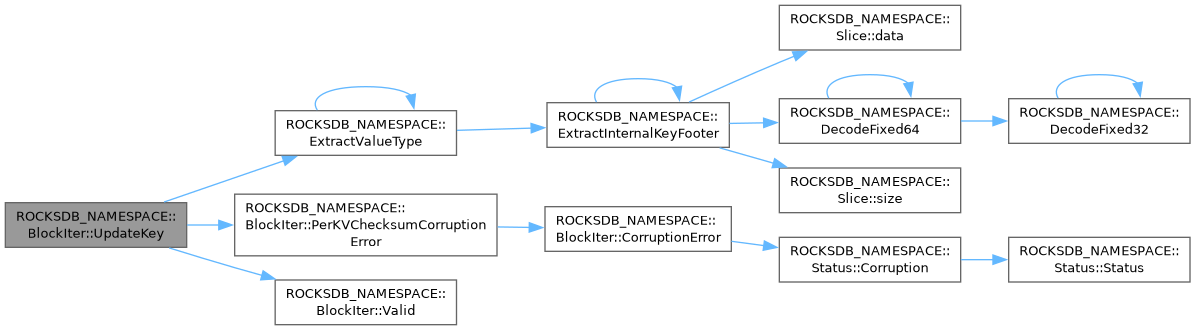 ROCKSDB_NAMESPACE::
BlockIter::UpdateKey
ROCKSDB_NAMESPACE::
ExtractValueType
ROCKSDB_NAMESPACE::
ExtractInternalKeyFooter
ROCKSDB_NAMESPACE::
Slice::data
ROCKSDB_NAMESPACE::
DecodeFixed64
ROCKSDB_NAMESPACE::
DecodeFixed32
ROCKSDB_NAMESPACE::
Slice::size
ROCKSDB_NAMESPACE::
BlockIter::PerKVChecksumCorruption
Error
ROCKSDB_NAMESPACE::
BlockIter::CorruptionError
ROCKSDB_NAMESPACE::
Status::Corruption
ROCKSDB_NAMESPACE::
Status::Status
ROCKSDB_NAMESPACE::
BlockIter::Valid